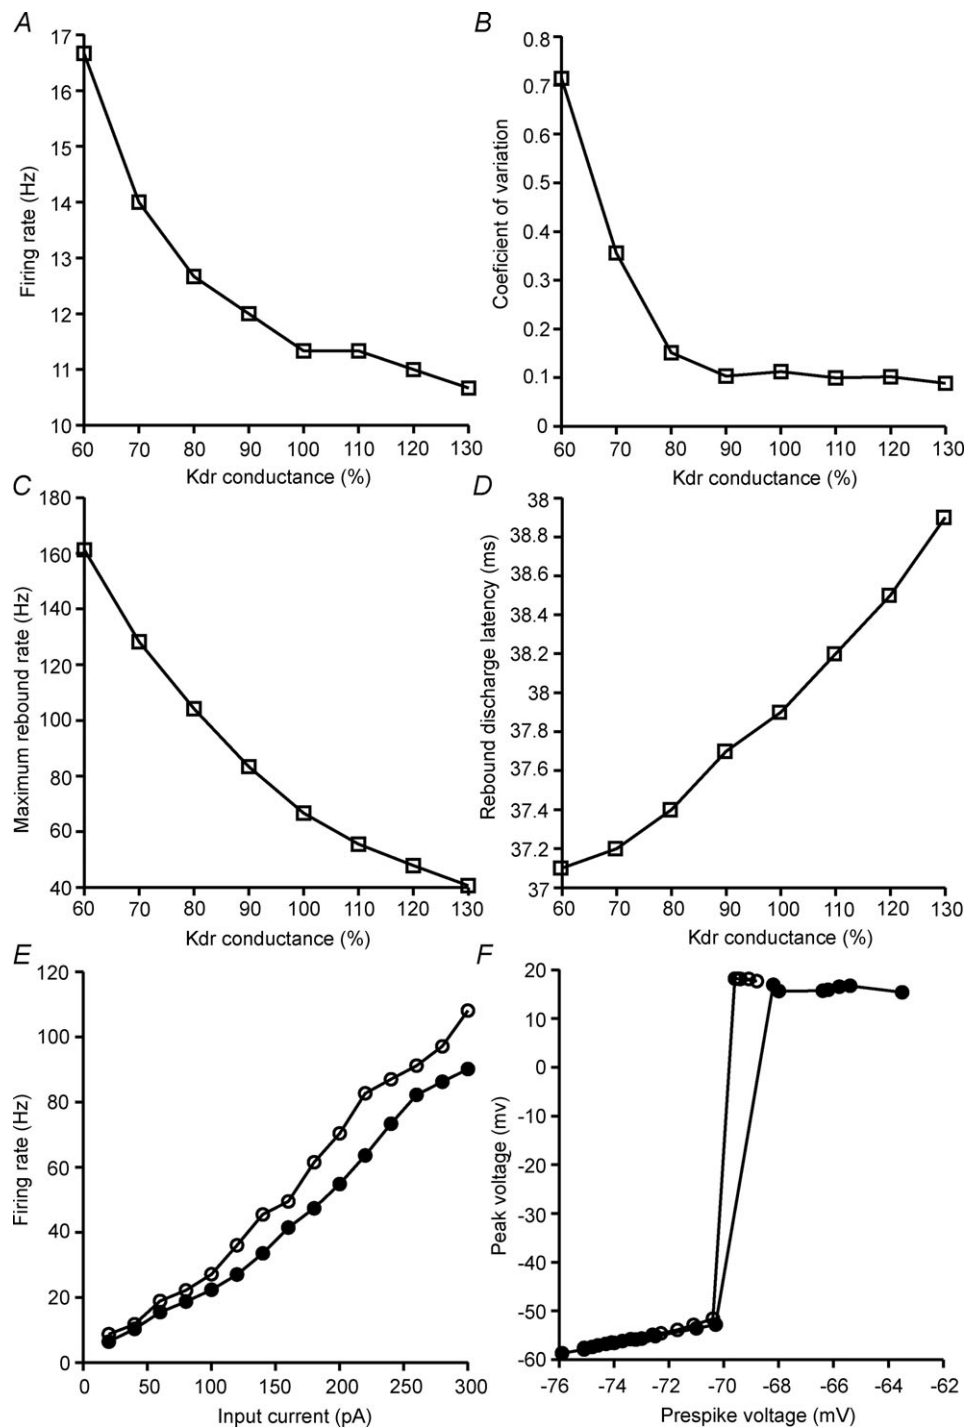 A
Firing rate (Hz)
17
16
15
14
13
12
11
10
60 70 80 90 100 110 120 130
Kdr conductance (%)
B
Coeficient of variation
0.8
0.7
0.6
0.5
0.4
0.3
0.2
0.1
0
60 70 80 90 100 110 120 130
Kdr conductance (%)
C
Maximum rebound rate (Hz)
180
160
140
120
100
80
60
40
60 70 80 90 100 110 120 130
Kdr conductance (%)
D
Rebound discharge latency (ms)
38
38.8
38.6
38.4
38.2
38
37.8
37.6
37.4
37.2
37
60 70 80 90 100 110 120 130
Kdr conductance (%)
E
Firing rate (Hz)
120
100
80
60
40
20
0
0 50 100 150 200 250 300
Input current (pA)
F
Peak voltage (mv)
20
10
0
-10
-20
-30
-40
-50
-60
-76 -74 -72 -70 -68 -66 -64 -62
Prespike voltage (mV)